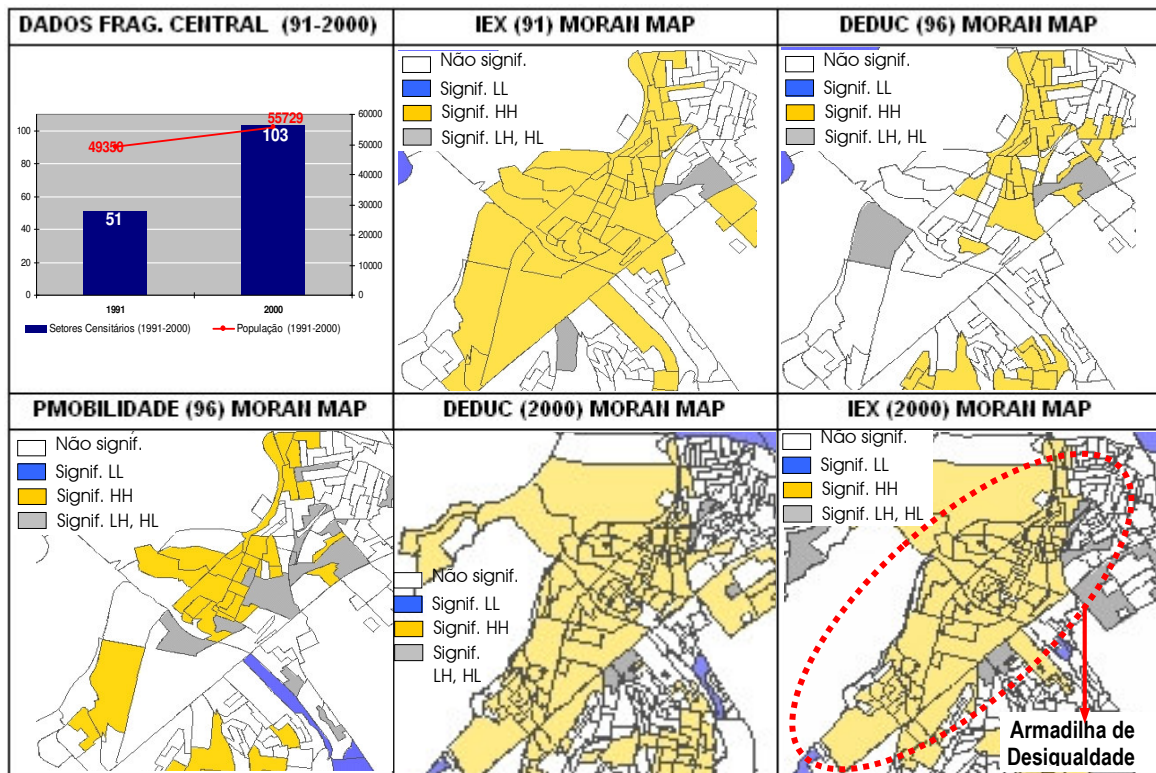 DADOS FRAG. CENTRAL (91-2000)
100
80
60
40
20
0
60000
50000
40000
30000
20000
10000
0
49350
55729
51
103
1991
2000
Setores Censitários (1991-2000)
População (1991-2000)
IEX (91) MORAN MAP
Não signif.
Signif. LL
Signif. HH
Signif. LH, HL
DEDUC (96) MORAN MAP
Não signif.
Signif. LL
Signif. HH
Signif. LH, HL
PMOBILIDADE (96) MORAN MAP
Não signif.
Signif. LL
Signif. HH
Signif. LH, HL
DEDUC (2000) MORAN MAP
Não signif.
Signif. LL
Signif. HH
Signif.
LH, HL
IEX (2000) MORAN MAP
Não signif.
Signif. LL
Signif. HH
Signif. LH, HL
Armadilha de
Desigualdade